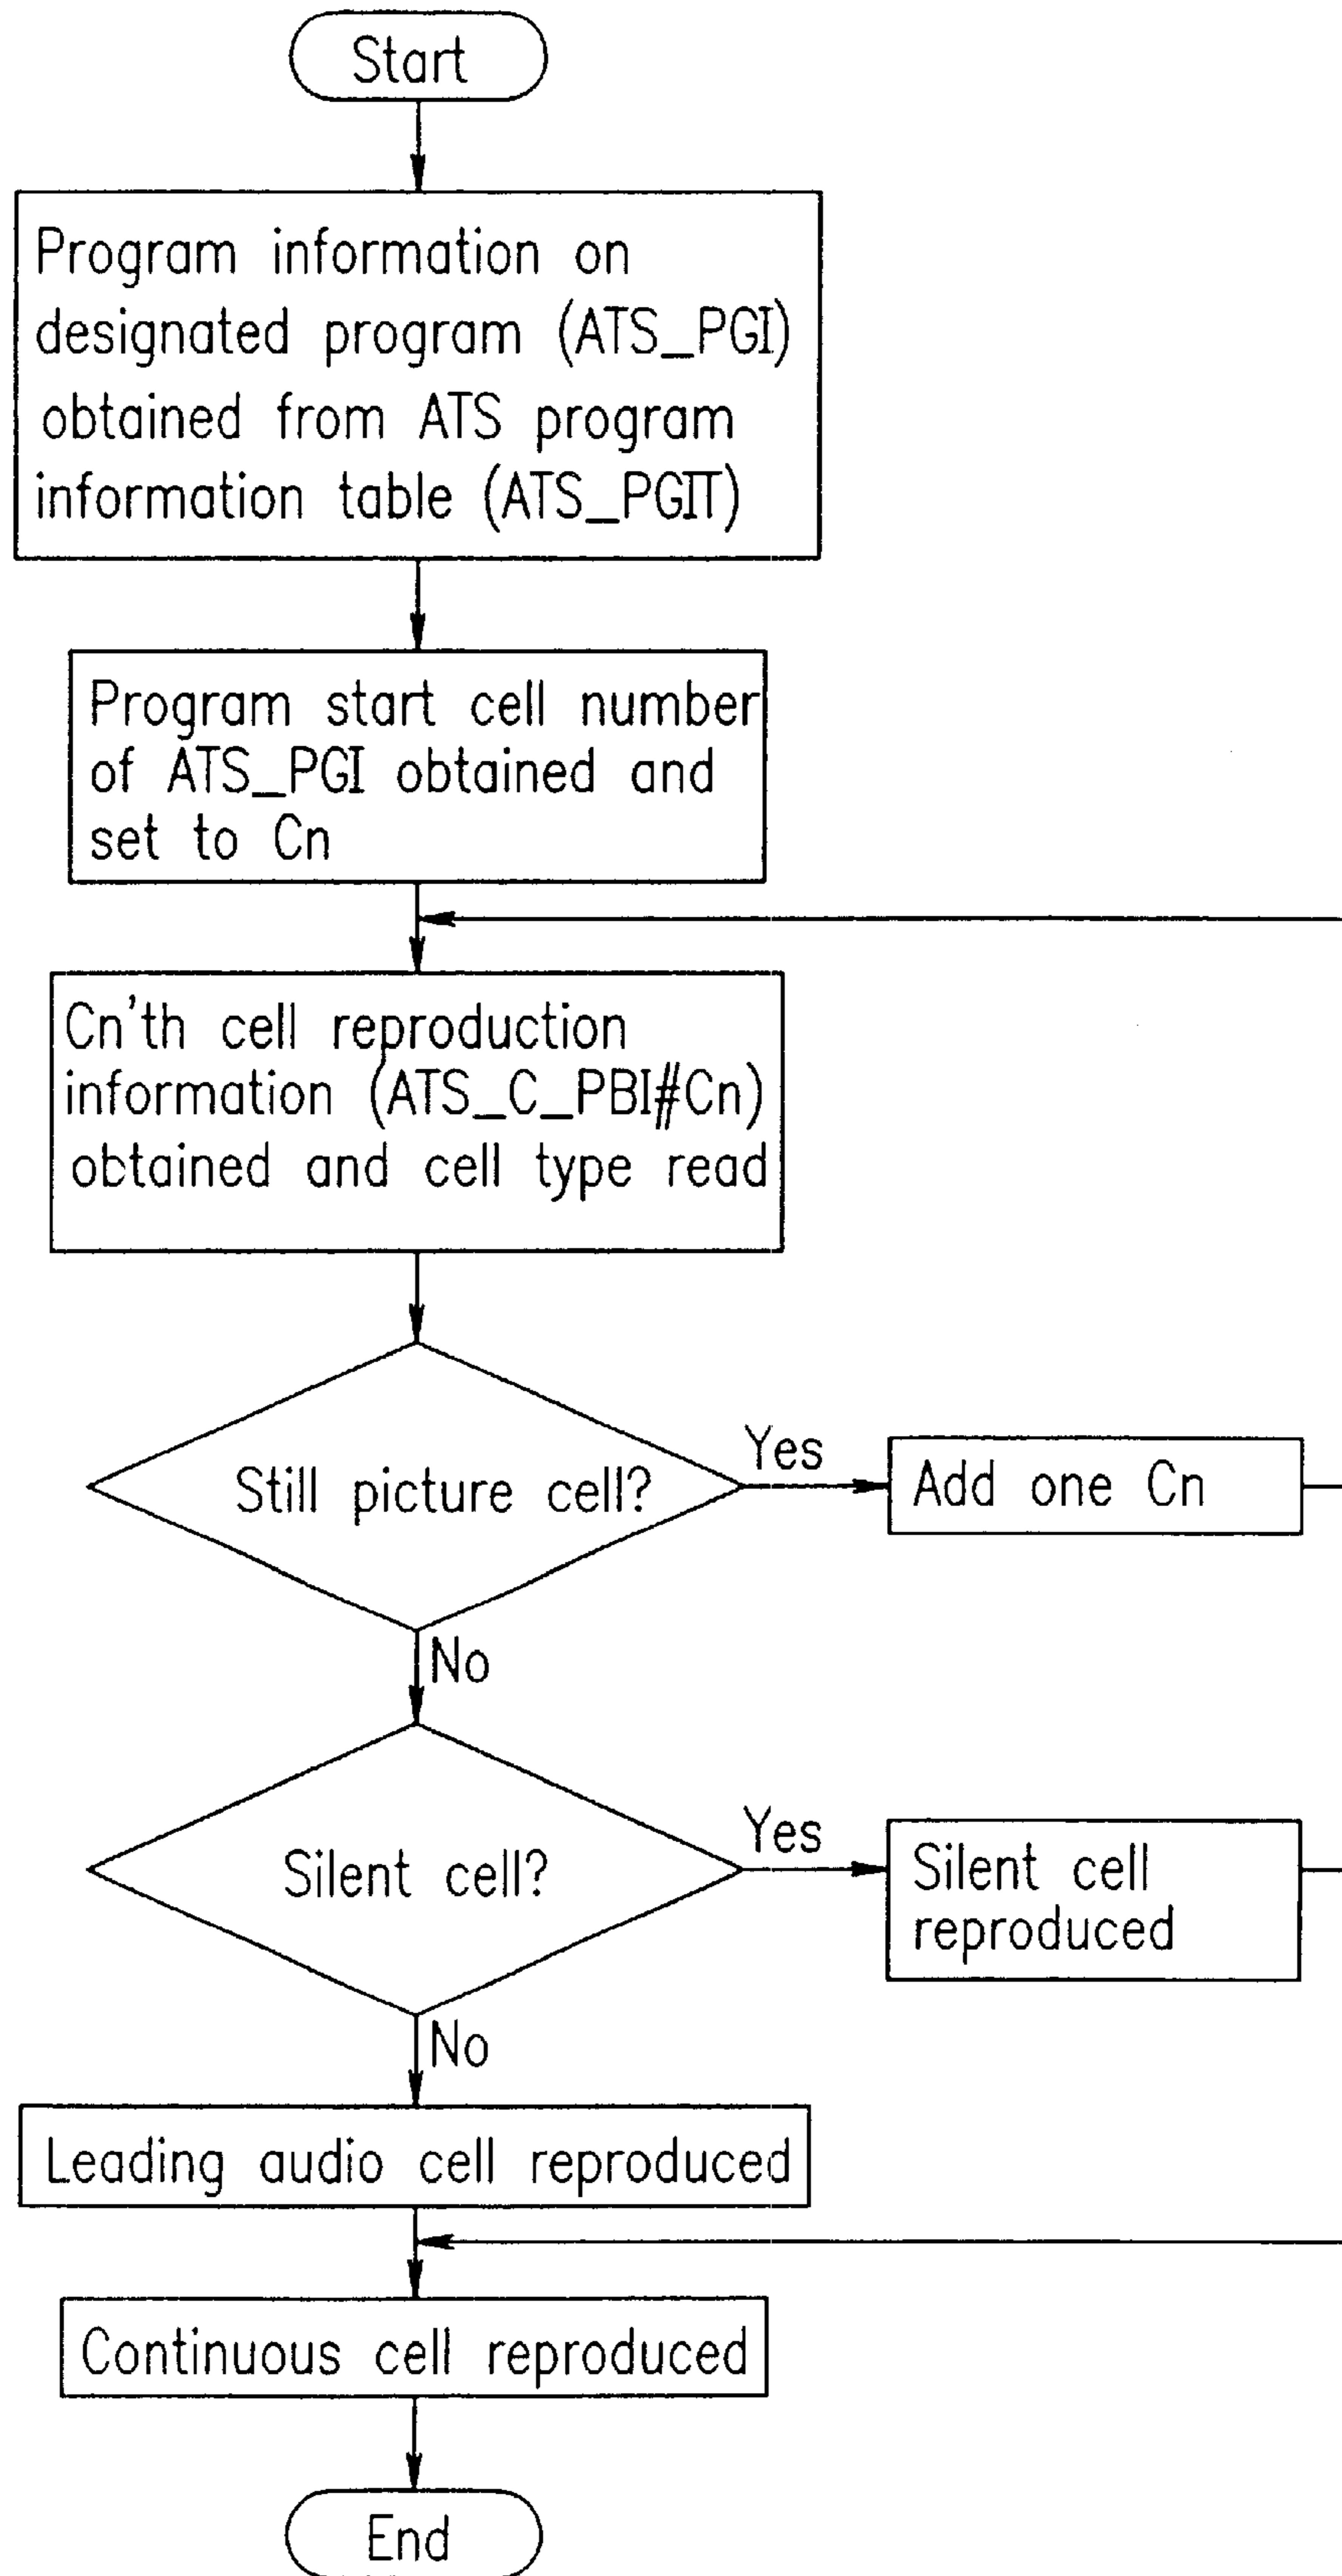 Start
Program information on
designated program (ATS_PGI)
obtained from ATS program
information table (ATS_PGIT)
Program start cell number
of ATS_PGI obtained and
set to Cn
Cn'th cell reproduction
information (ATS_C_PBI#Cn)
obtained and cell type read
Still picture cell?
Yes
Add one Cn
No
Silent cell?
Yes
Silent cell
reproduced
No
Leading audio cell reproduced
Continuous cell reproduced
End